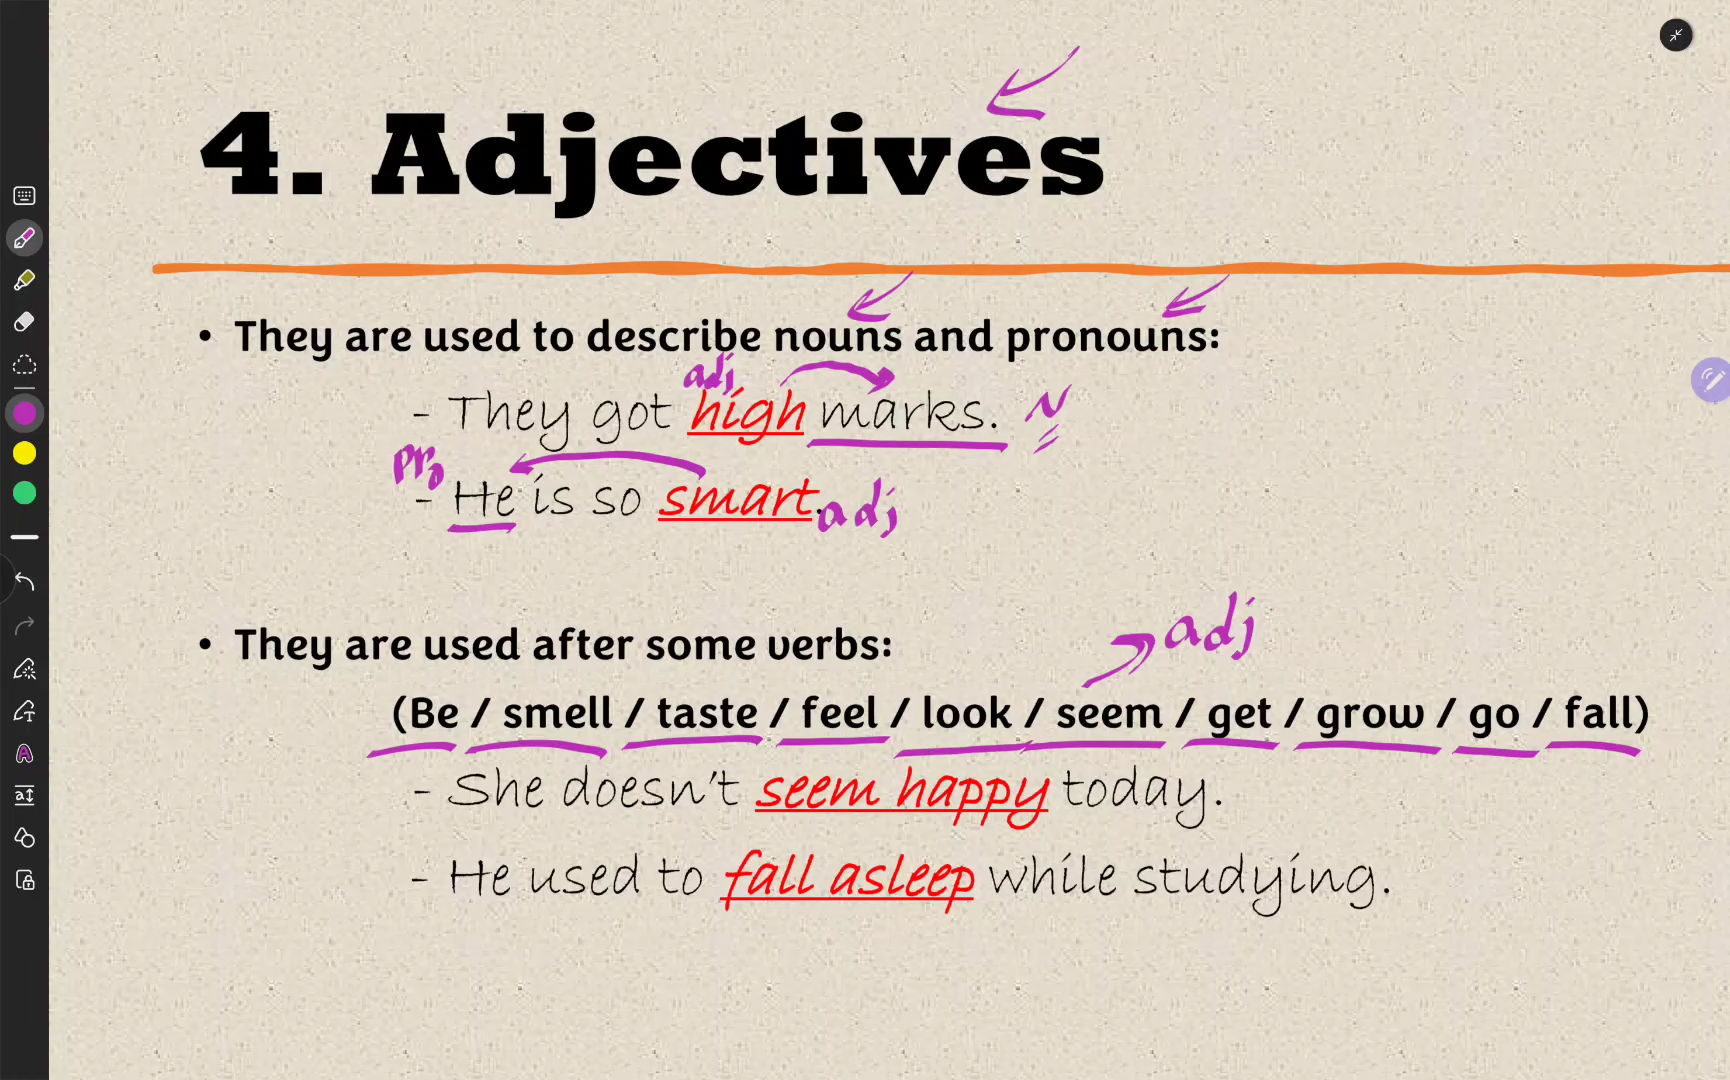 4. Adjectives
• They are used to describe nouns and pronouns:
adj
- They got high marks. N
pro
- He is so smart. adj
• They are used after some verbs:
adj
(Be / smell / taste / feel / look / seem / get / grow / go / fall)
- She doesn't seem happy today.
- He used to fall asleep while studying.